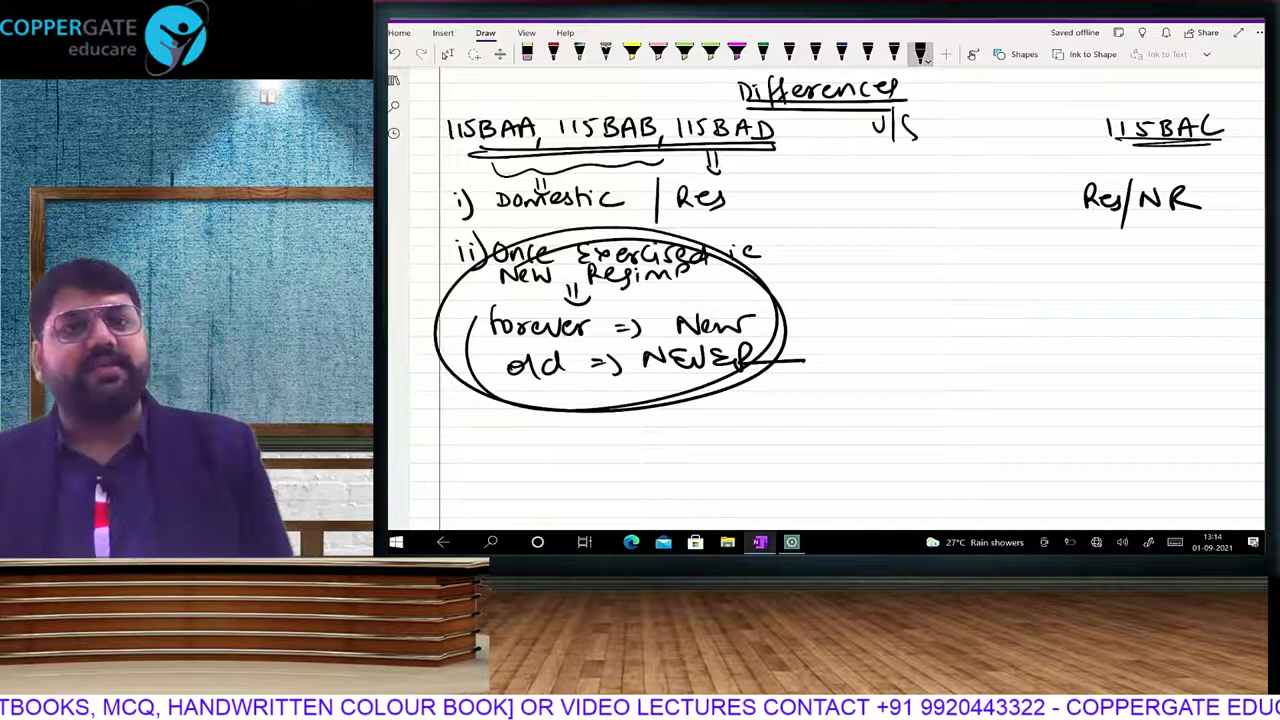 COPPERGATE
educare
Home Insert Draw View Help
Saved offline
Share
Shapes
Ink to Shape
Ink to Text
Differences
115BAA, 115BAB, 115BAD V/S 115BAC
i) Domestic | Res Res/NR
ii) Once Exercised ie
New Regime
forever => New
old => NEVER
27°C Rain showers
13:14
01-09-2021
TBOOKS, MCQ, HANDWRITTEN COLOUR BOOK] OR VIDEO LECTURES CONTACT +91 9920443322 - COPPERGATE EDU